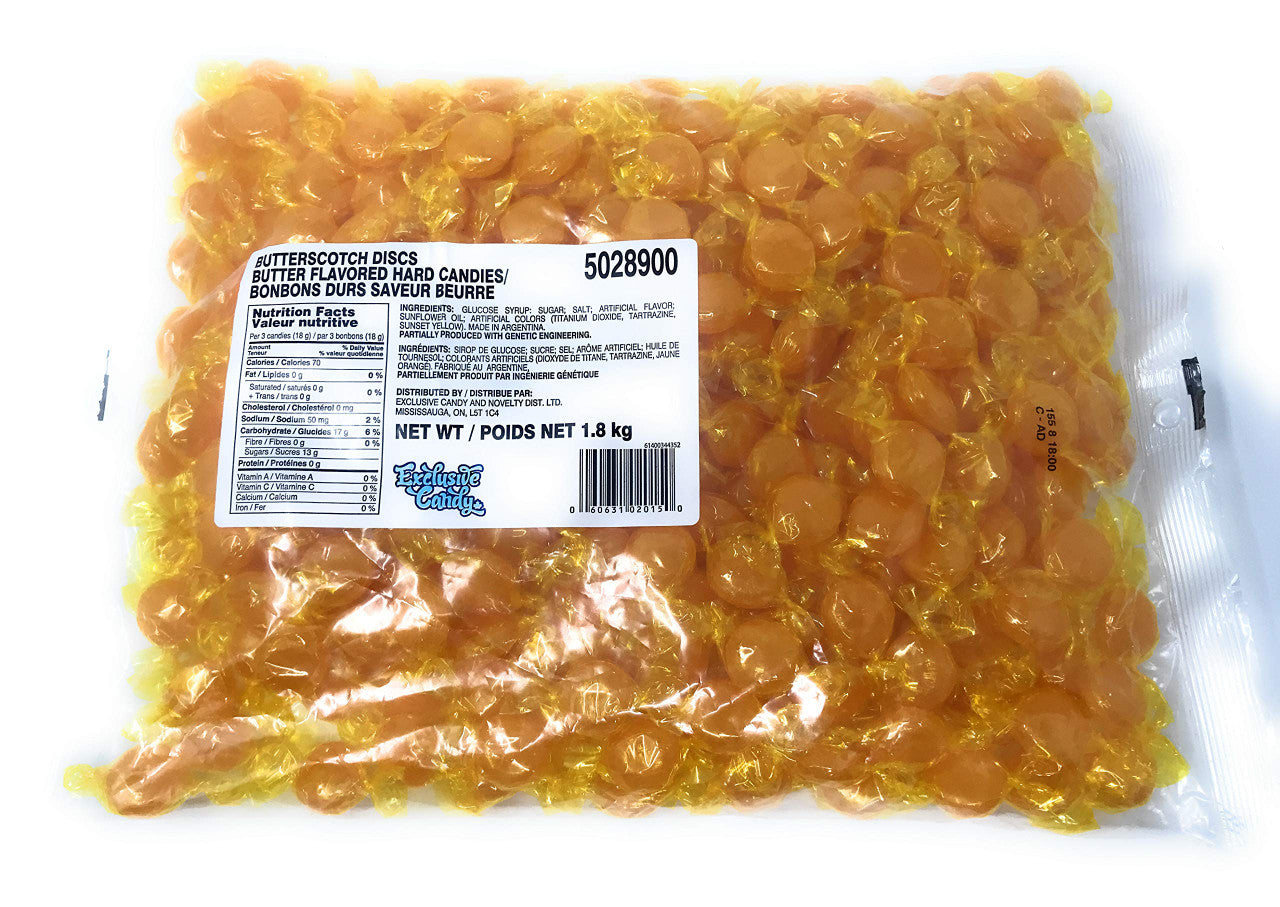 BUTTERSCOTCH DISCS
BUTTER FLAVORED HARD CANDIES/
BONBONS DURS SAVEUR BEURRE
5028900
Nutrition Facts
Valeur nutritive
Per 3 candies (18 g) / par 3 bonbons (18 g)
Amount % Daily Value
Teneur % valeur quotidienne
Calories / Calories 70
Fat / Lipides 0 g 0 %
Saturated / saturés 0 g
+ Trans / trans 0 g 0 %
Cholesterol / Cholestérol 0 mg
Sodium / Sodium 50 mg 2 %
Carbohydrate / Glucides 17 g 6 %
Fibre / Fibres 0 g 0 %
Sugars / Sucres 13 g
Protein / Protéines 0 g
Vitamin A / Vitamine A 0 %
Vitamin C / Vitamine C 0 %
Calcium / Calcium 0 %
Iron / Fer 0 %
INGREDIENTS: GLUCOSE SYRUP: SUGAR; SALT; ARTIFICIAL FLAVOR;
SUNFLOWER OIL; ARTIFICIAL COLORS (TITANIUM DIOXIDE, TARTRAZINE,
SUNSET YELLOW). MADE IN ARGENTINA.
PARTIALLY PRODUCED WITH GENETIC ENGINEERING.
INGRÉDIENTS: SIROP DE GLUCOSE; SUCRE; SEL; ARÔME ARTIFICIEL; HUILE DE
TOURNESOL; COLORANTS ARTIFICIELS (DIOXYDE DE TITANE, TARTRAZINE, JAUNE
ORANGÉ). FABRIQUÉ AU ARGENTINE,
PARTIELLEMENT PRODUIT PAR INGÉNIERIE GÉNÉTIQUE
DISTRIBUTED BY / DISTRIBUE PAR:
EXCLUSIVE CANDY AND NOVELTY DIST. LTD.
MISSISSAUGA, ON, L5T 1C4
NET WT / POIDS NET 1.8 kg
61400344352
Exclusive
Candy
0 60631 02015 0
155 8 18:00
C - AD